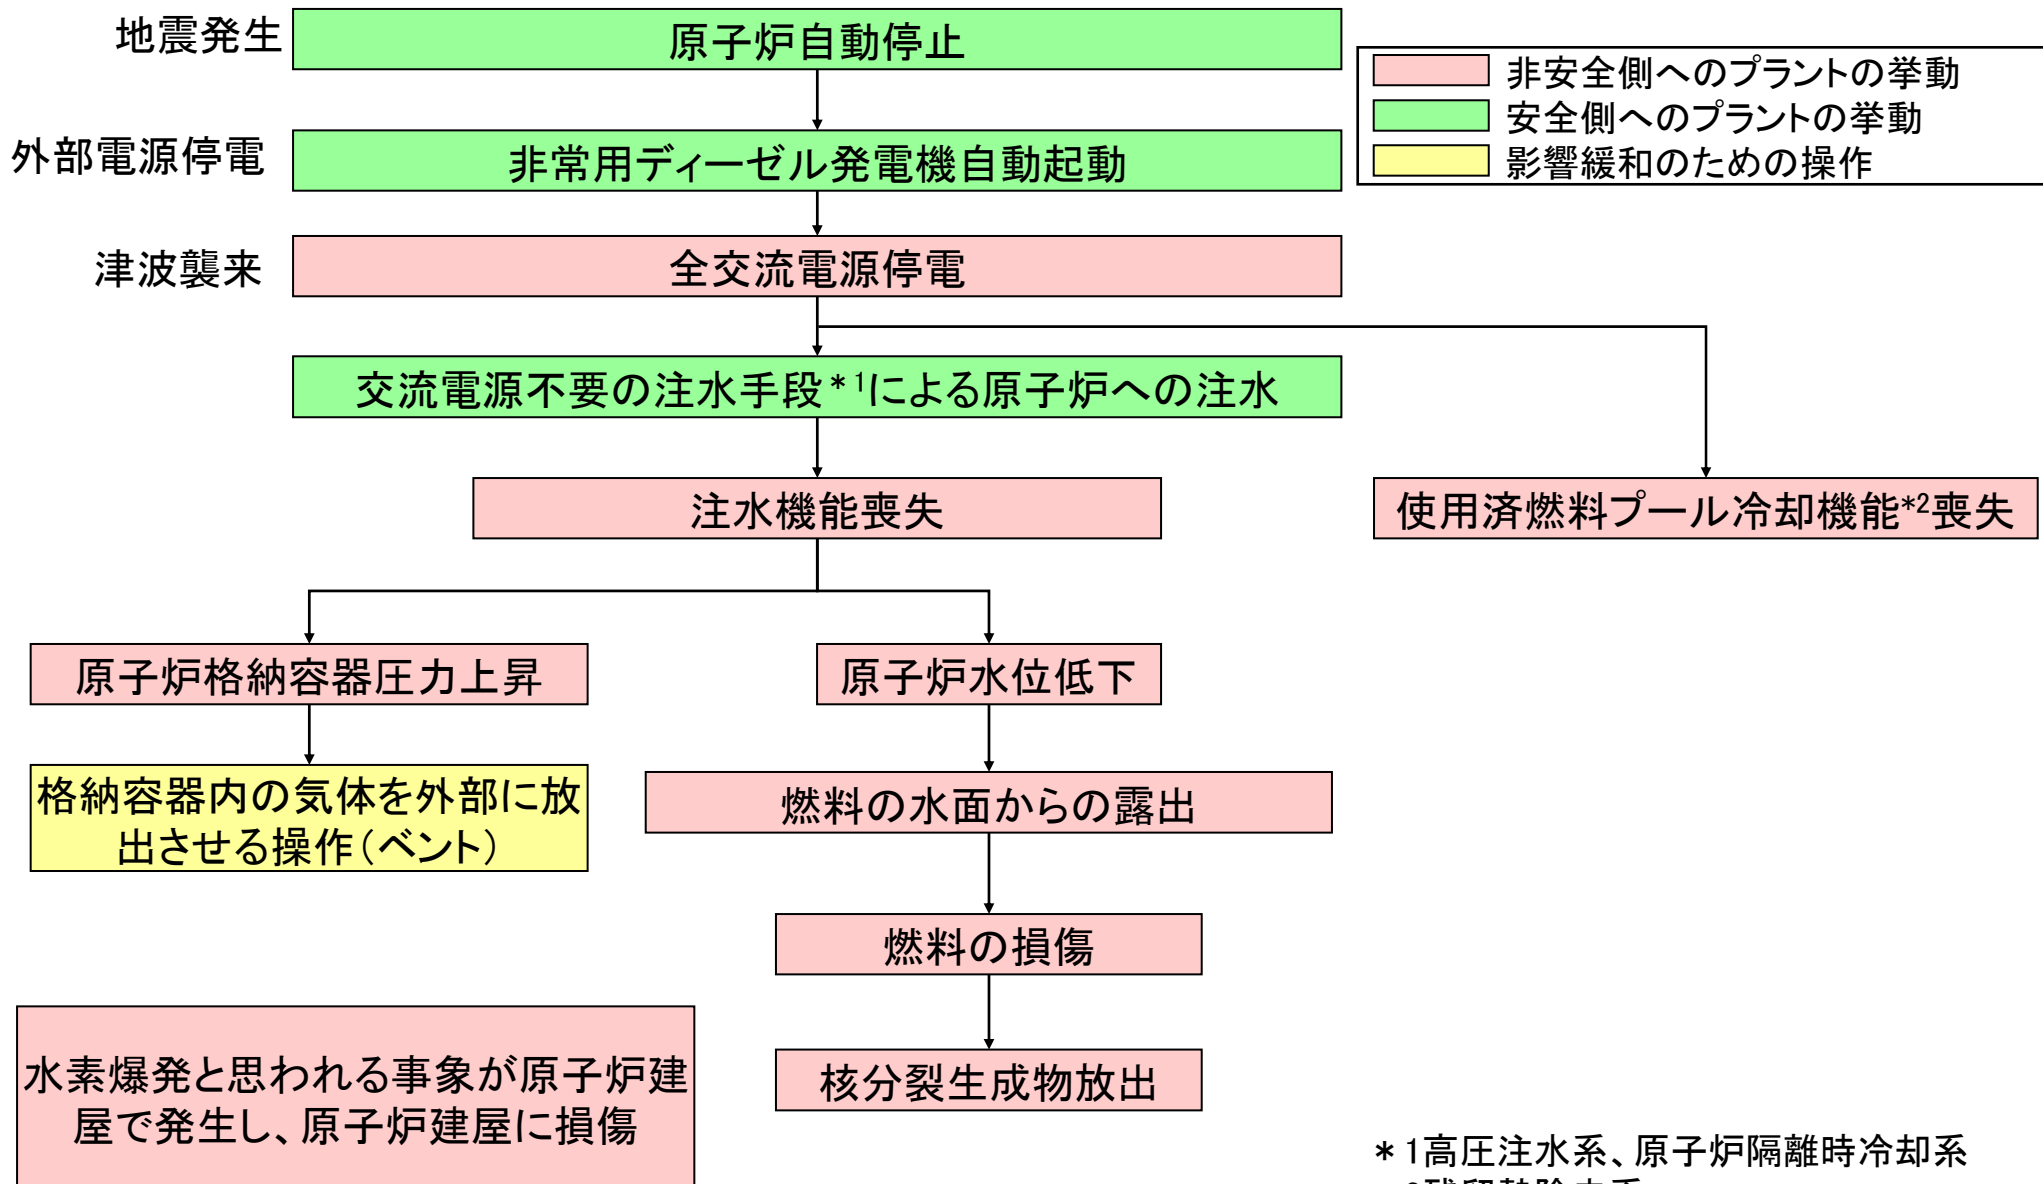 地震発生
原子炉自動停止
非安全側へのプラントの挙動
安全側へのプラントの挙動
影響緩和のための操作
外部電源停電
非常用ディーゼル発電機自動起動
津波襲来
全交流電源停電
交流電源不要の注水手段*1による原子炉への注水
注水機能喪失
使用済燃料プール冷却機能*2喪失
原子炉格納容器圧力上昇
原子炉水位低下
格納容器内の気体を外部に放
出させる操作(ベント)
燃料の水面からの露出
燃料の損傷
核分裂生成物放出
水素爆発と思われる事象が原子炉建
屋で発生し、原子炉建屋に損傷
*1高圧注水系、原子炉隔離時冷却系